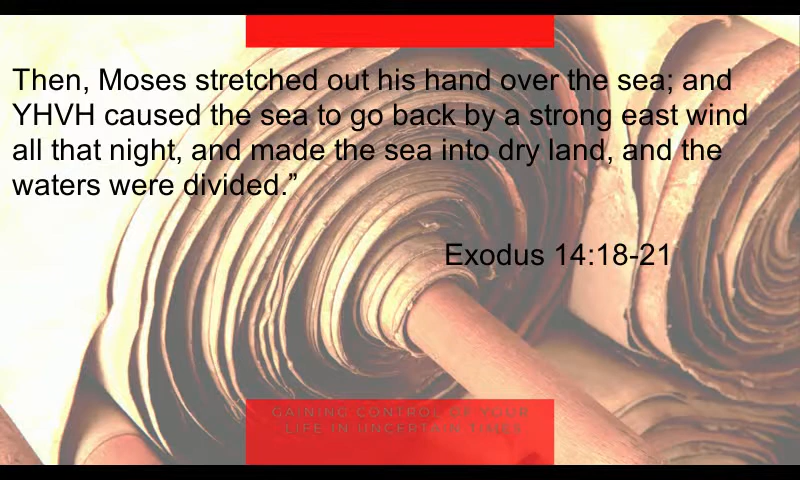 Then, Moses stretched out his hand over the sea; and
YHVH caused the sea to go back by a strong east wind
all that night, and made the sea into dry land, and the
waters were divided.”
Exodus 14:18-21
GAINING CONTROL OF YOUR
LIFE IN UNCERTAIN TIMES